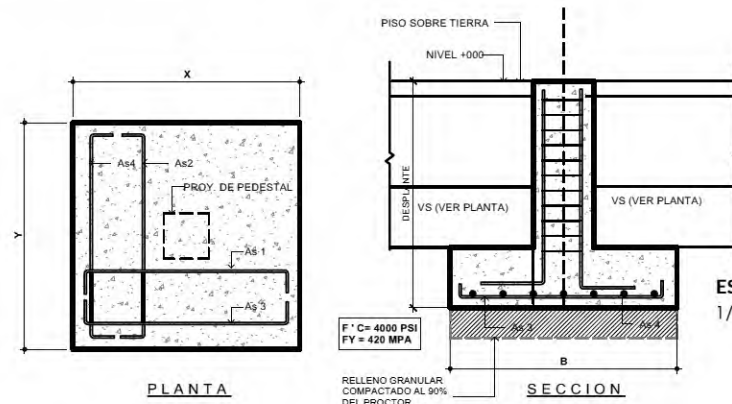 X
Y
As4
As2
PROY. DE PEDESTAL
As 1
As 3
PLANTA
PISO SOBRE TIERRA
NIVEL +000
DESPLANTE
VS (VER PLANTA)
VS (VER PLANTA)
As 3
As 4
F ' C= 4000 PSI
FY = 420 MPA
B
RELLENO GRANULAR
COMPACTADO AL 90%
DEL PROCTOR
SECCION
ES
1/